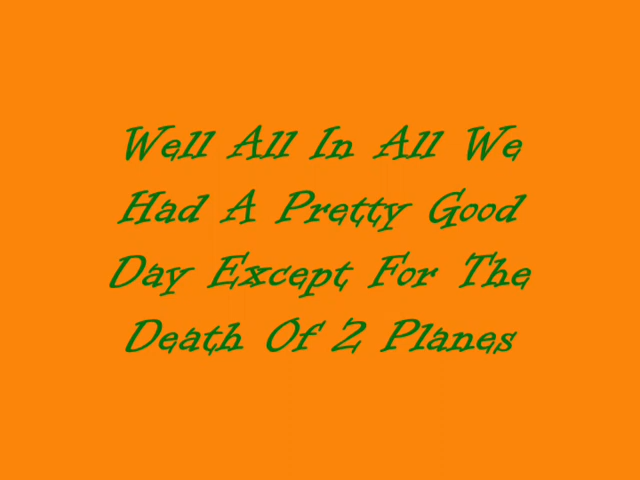 Well All In All We
Had A Pretty Good
Day Except For The
Death Of 2 Planes